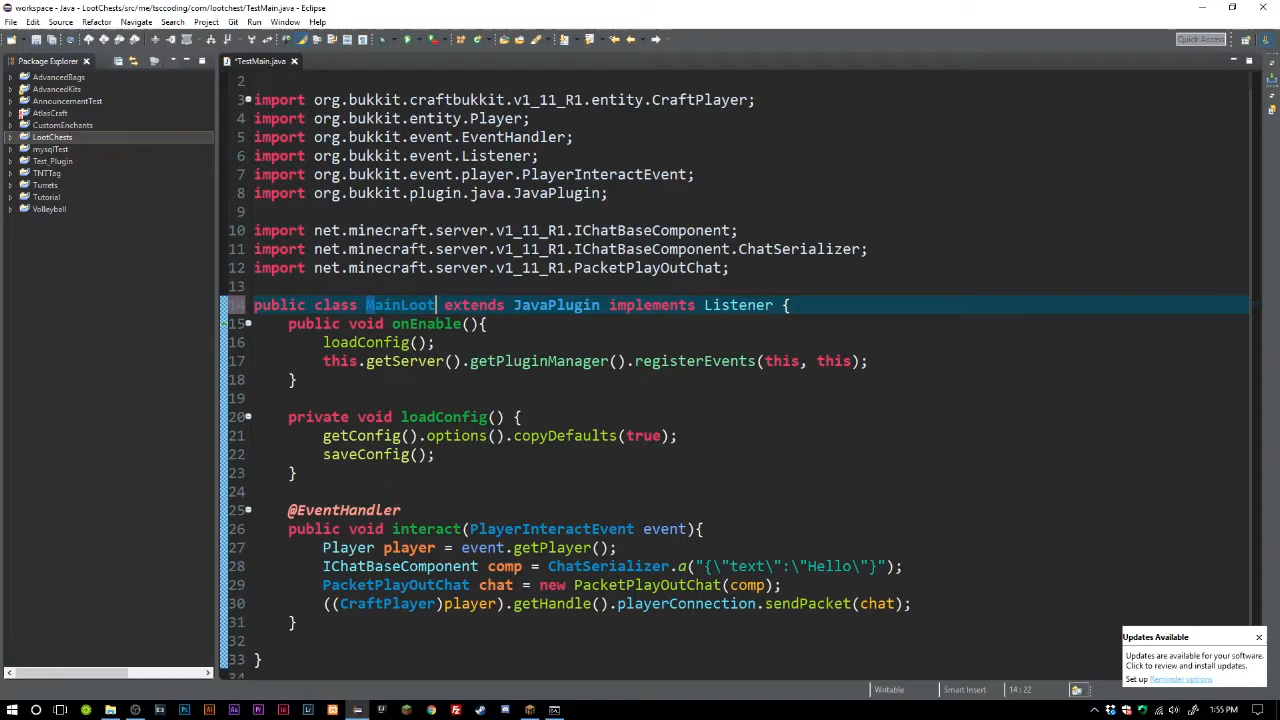 workspace - Java - LootChests/src/me/tsccoding/com/lootchest/TestMain.java - Eclipse
File Edit Source Refactor Navigate Search Project Git Run Window Help
Quick Access
Package Explorer
*TestMain.java
AdvancedBags
AdvancedKits
AnnouncementTest
AtlasCraft
CustomEnchants
LootChests
mysqlTest
Test_Plugin
TNTTag
Turrets
Tutorial
Volleyball
2
3 import org.bukkit.craftbukkit.v1_11_R1.entity.CraftPlayer;
4 import org.bukkit.entity.Player;
5 import org.bukkit.event.EventHandler;
6 import org.bukkit.event.Listener;
7 import org.bukkit.event.player.PlayerInteractEvent;
8 import org.bukkit.plugin.java.JavaPlugin;
9
10 import net.minecraft.server.v1_11_R1.IChatBaseComponent;
11 import net.minecraft.server.v1_11_R1.IChatBaseComponent.ChatSerializer;
12 import net.minecraft.server.v1_11_R1.PacketPlayOutChat;
13
14 public class MainLoot extends JavaPlugin implements Listener {
15 public void onEnable(){
16 loadConfig();
17 this.getServer().getPluginManager().registerEvents(this, this);
18 }
19
20 private void loadConfig() {
21 getConfig().options().copyDefaults(true);
22 saveConfig();
23 }
24
25 @EventHandler
26 public void interact(PlayerInteractEvent event){
27 Player player = event.getPlayer();
28 IChatBaseComponent comp = ChatSerializer.a("{\"text\":\"Hello\"}");
29 PacketPlayOutChat chat = new PacketPlayOutChat(comp);
30 ((CraftPlayer)player).getHandle().playerConnection.sendPacket(chat);
31 }
32
33 }
34
Updates Available
Updates are available for your software.
Click to review and install updates.
Set up Reminder options
Writable Smart Insert 14 : 22
1:55 PM